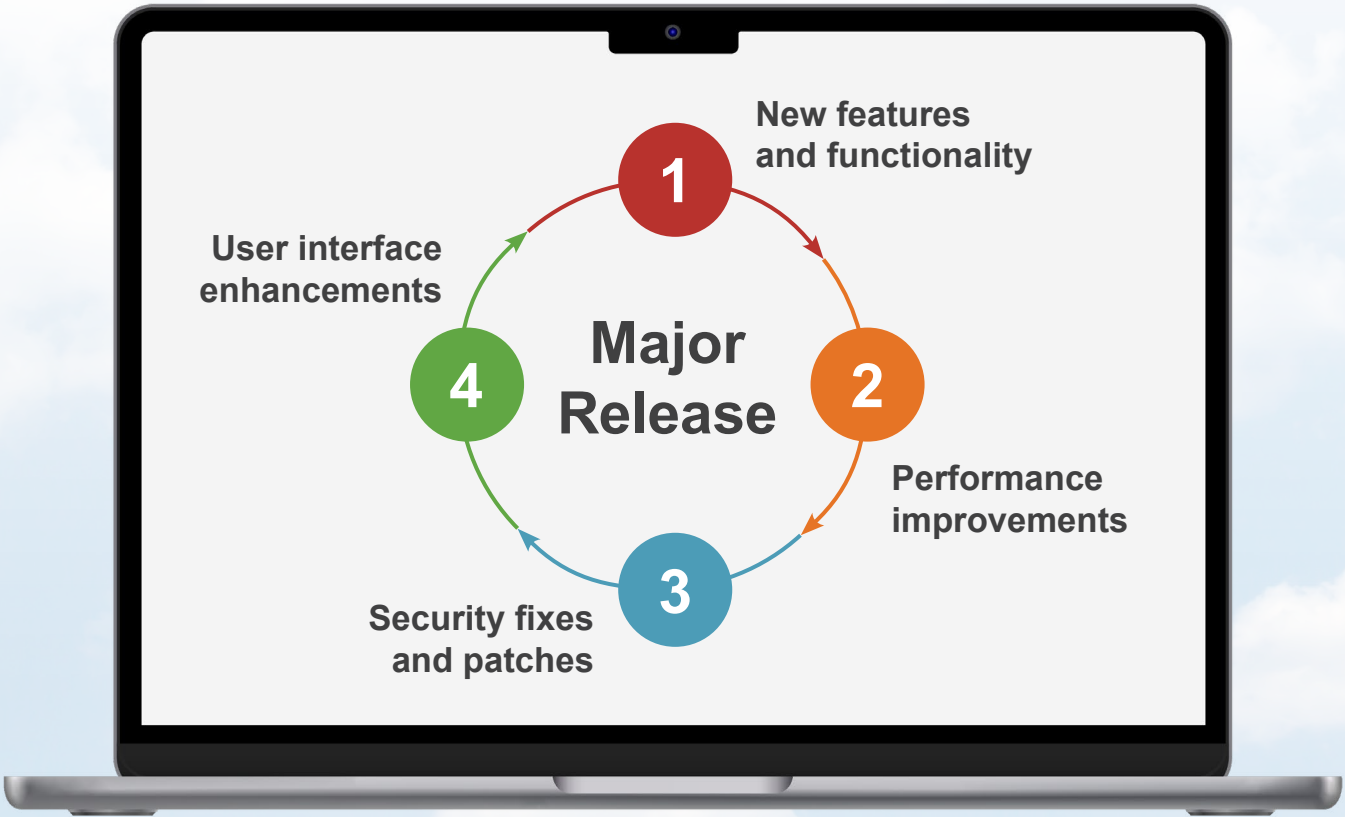 1
New features
and functionality
2
Performance
improvements
3
Security fixes
and patches
4
User interface
enhancements
Major
Release